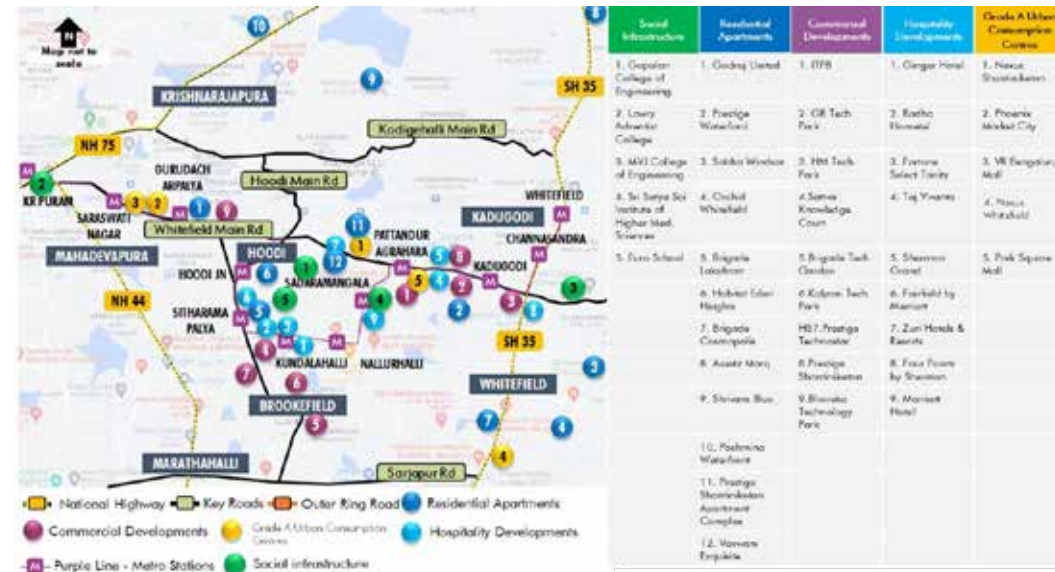 N
Map not to
scale
KRISHNARAJAPURA
SH 35
Kodigehalli Main Rd
NH 75
GURUDACH
ARPALYA
Hoodi Main Rd
KR PURAM
SARASWATI
NAGAR
Whitefield Main Rd
WHITEFIELD
KADUGODI
CHANNASANDRA
MAHADEVAPURA
HOODI
PATTANDUR
AGRAHARA
KADUGODI
HOODI JN
SADARAMANGALA
NH 44
SITHARAMA
PALYA
KUNDALAHALLI
NALLURHALLI
SH 35
WHITEFIELD
BROOKEFIELD
MARATHAHALLI
Sarjapur Rd
National Highway
Key Roads
Outer Ring Road
Residential Apartments
Commercial Developments
Grade A Urban Consumption
Centres
Hospitality Developments
Purple Line - Metro Stations
Social infrastructure
Social
Infrastructure
1. Gopalan
College of
Engineering
2. Lowry
Adventist
College
3. MVJ College
of Engineering
4. Sri Satya Sai
Institute of
Higher Med.
Sciences
5. Euro School
Residential
Apartments
1. Godrej United
2. Prestige
Waterford
3. Sobha Windsor
4. Orchid
Whitefield
5. Brigade
Lakefront
6. Habitat Eden
Heights
7. Brigade
Cosmopolis
8. Assetz Marq
9. Shriram Blue
10. Pashmina
Waterfront
11. Prestige
Shantiniketan
Apartment
Complex
12. Vaswani
Exquisite
Commercial
Developments
1. ITPB
2. GR Tech
Park
3. HM Tech
Park
4. Sattva
Knowledge
Court
5. Brigade Tech
Garden
6. Kalyani Tech
Park
7. Prestige
Technostar
8. Prestige
Shantiniketan
9. Bhoruka
Technology
Park
Hospitality
Developments
1. Ginger Hotel
2. Radha
Hometel
3. Fortune
Select Trinity
4. Taj Vivanta
5. Sheraton
Grand
6. Fairfield by
Marriott
7. Zuri Hotels &
Resorts
8. Four Points
by Sheraton
9. Marriott
Hotel
Grade A Urban
Consumption
Centres
1. Nexus
Shantiniketan
2. Phoenix
Market City
3. VR Bengaluru
Mall
4. Nexus
Whitefield
5. Park Square
Mall